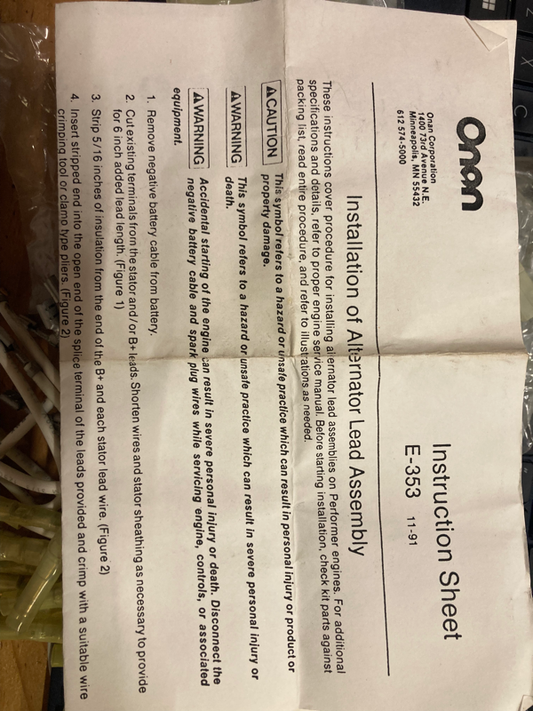 Onan
Onan Corporation
1400 73rd Avenue N.E.
Minneapolis, MN 55432
612 574-5000
Instruction Sheet
E-353 11-91
Installation of Alternator Lead Assembly
These instructions cover procedure for installing alternator lead assemblies on Performer engines. For additional
specifications and details, refer to proper engine service manual. Before starting installation, check kit parts against
packing list, read entire procedure, and refer to illustrations as needed.
⚠CAUTION This symbol refers to a hazard or unsafe practice which can result in personal injury or product or
property damage.
⚠WARNING This symbol refers to a hazard or unsafe practice which can result in severe personal injury or
death.
⚠WARNING Accidental starting of the engine can result in severe personal injury or death. Disconnect the
negative battery cable and spark plug wires while servicing engine, controls, or associated
equipment.
1. Remove negative battery cable from battery.
2. Cut existing terminals from the stator and/or B+ leads. Shorten wires and stator sheathing as necessary to provide
for 6 inch added lead length. (Figure 1)
3. Strip 5/16 inches of insulation from the end of the B+ and each stator lead wire. (Figure 2)
4. Insert stripped end into the open end of the splice terminal of the leads provided and crimp with a suitable wire
crimping tool or clamp type pliers. (Figure 2)